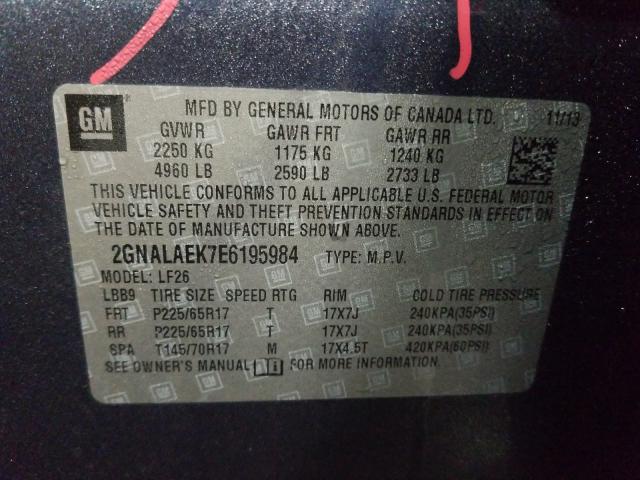 GM MFD BY GENERAL MOTORS OF CANADA LTD. 11/13
GVWR GAWR FRT GAWR RR
2250 KG 1175 KG 1240 KG
4960 LB 2590 LB 2733 LB
THIS VEHICLE CONFORMS TO ALL APPLICABLE U.S. FEDERAL MOTOR
VEHICLE SAFETY AND THEFT PREVENTION STANDARDS IN EFFECT ON
THE DATE OF MANUFACTURE SHOWN ABOVE.
2GNALAEK7E6195984 TYPE: M.P.V.
MODEL: LF26
LBB9 TIRE SIZE SPEED RTG RIM COLD TIRE PRESSURE
FRT P225/65R17 T 17X7J 240KPA(35PSI)
RR P225/65R17 T 17X7J 240KPA(35PSI)
SPA T145/70R17 M 17X4.5T 420KPA(60PSI)
SEE OWNER'S MANUAL FOR MORE INFORMATION.